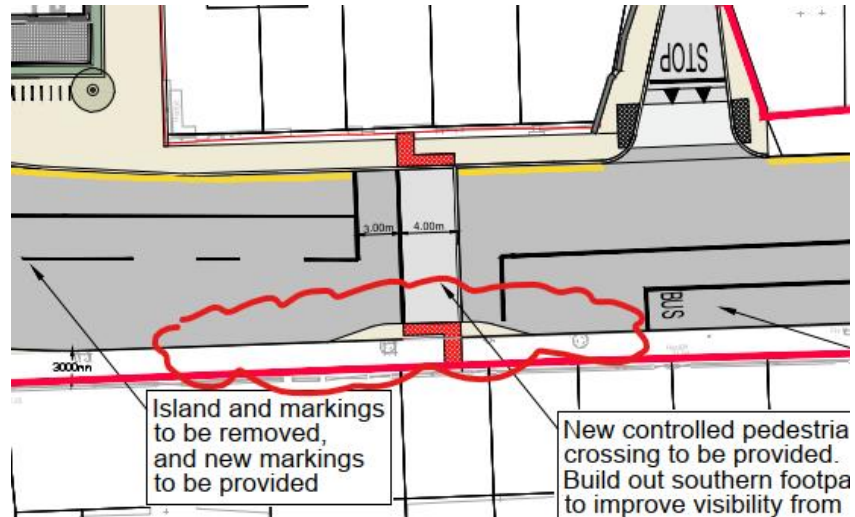 STOP
3.00m 4.00m
BUS
3000mm
Island and markings
to be removed,
and new markings
to be provided
New controlled pedestria
crossing to be provided.
Build out southern footpa
to improve visibility from